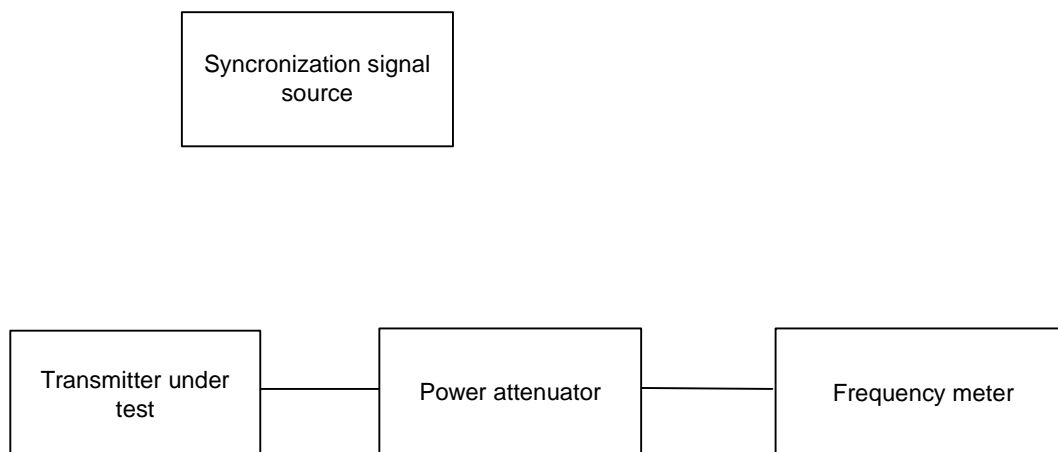 Syncronization signal
source
Transmitter under
test
Power attenuator
Frequency meter